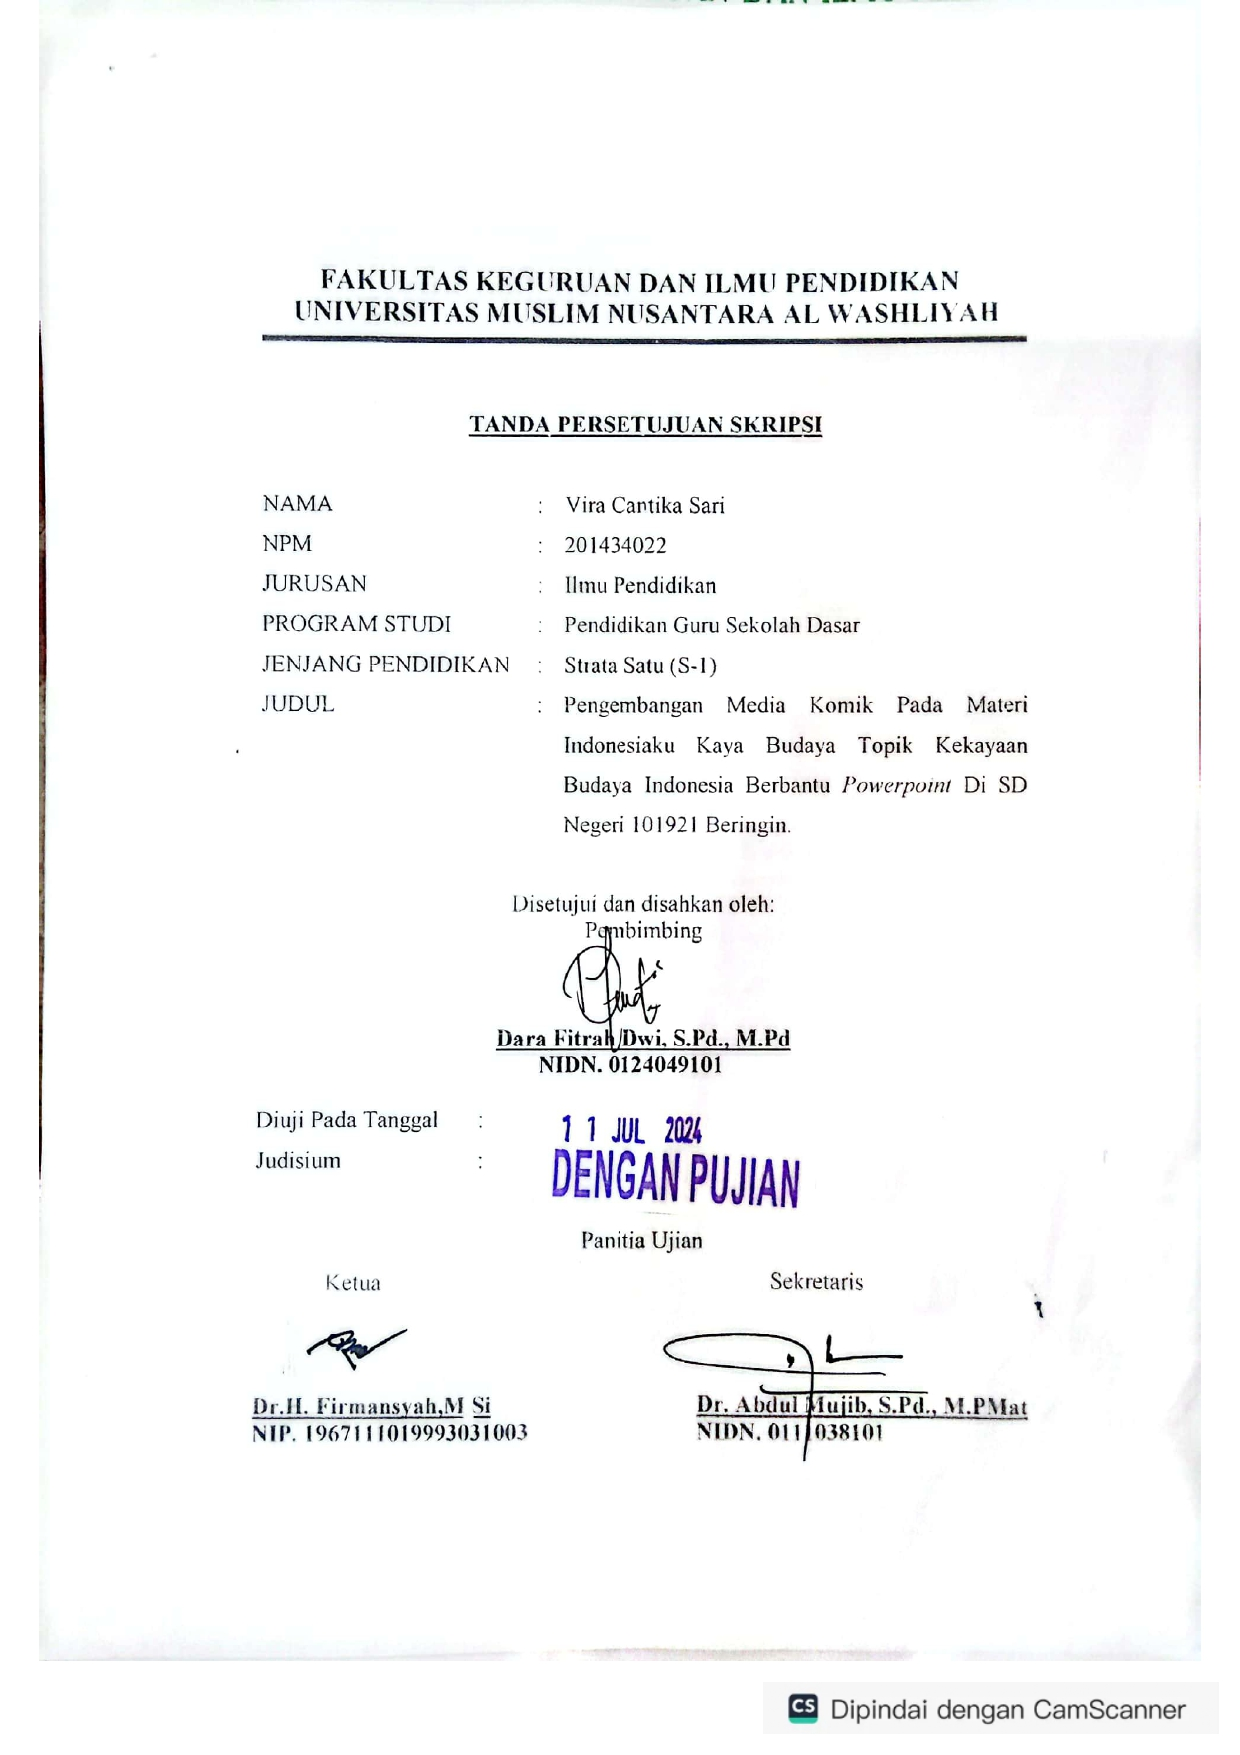 FAKULTAS KEGURUAN DAN ILMU PENDIDIKAN
UNIVERSITAS MUSLIM NUSANTARA AL WASHLIYAH
TANDA PERSETUJUAN SKRIPSI
NAMA : Vira Cantika Sari
NPM : 201434022
JURUSAN : Ilmu Pendidikan
PROGRAM STUDI : Pendidikan Guru Sekolah Dasar
JENJANG PENDIDIKAN : Strata Satu (S-1)
JUDUL : Pengembangan Media Komik Pada Materi
Indonesiaku Kaya Budaya Topik Kekayaan
Budaya Indonesia Berbantu Powerpoint Di SD
Negeri 101921 Beringin.
Disetujui dan disahkan oleh:
Pembimbing
Dara Fitrah Dwi, S.Pd., M.Pd
NIDN. 0124049101
Diuji Pada Tanggal : 11 JUL 2024
Judisium : DENGAN PUJIAN
Panitia Ujian
Ketua Sekretaris
Dr.H. Firmansyah,M Si Dr. Abdul Mujib, S.Pd., M.PMat
NIP. 1967111019993031003 NIDN. 0111038101
CS Dipindai dengan CamScanner